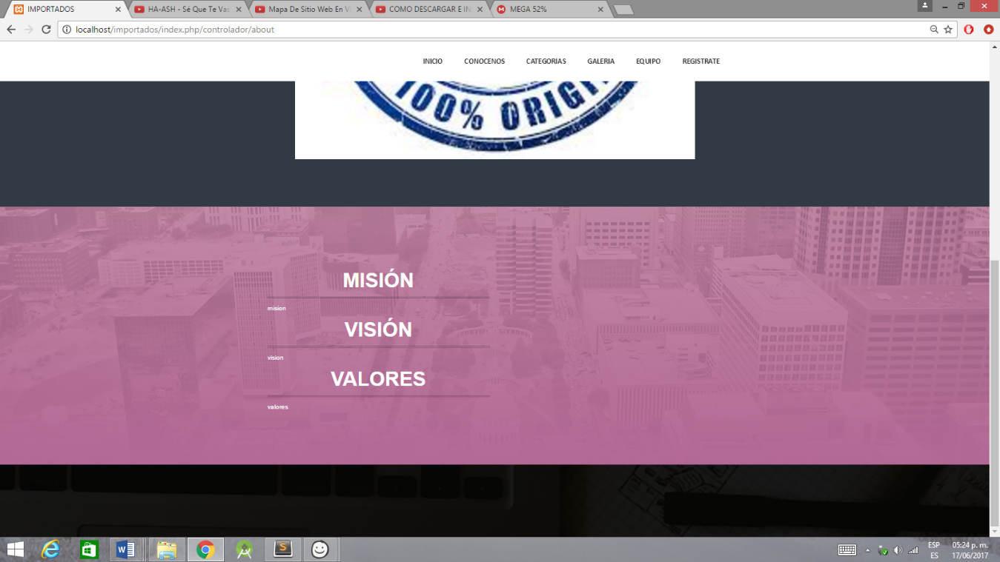 IMPORTADOS
HA-ASH - Sé Que Te Va
Mapa De Sitio Web En V
COMO DESCARGAR E IN
MEGA 52%
localhost/importados/index.php/controlador/about
INICIO
CONOCENOS
CATEGORIAS
GALERIA
EQUIPO
REGISTRATE
100% ORIGI
MISIÓN
mision
VISIÓN
vision
VALORES
valores
ESP
05:24 p. m.
ES
17/06/2017